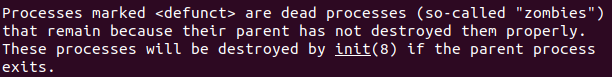 Processes marked <defunct> are dead processes (so-called "zombies")
that remain because their parent has not destroyed them properly.
These processes will be destroyed by init(8) if the parent process
exits.